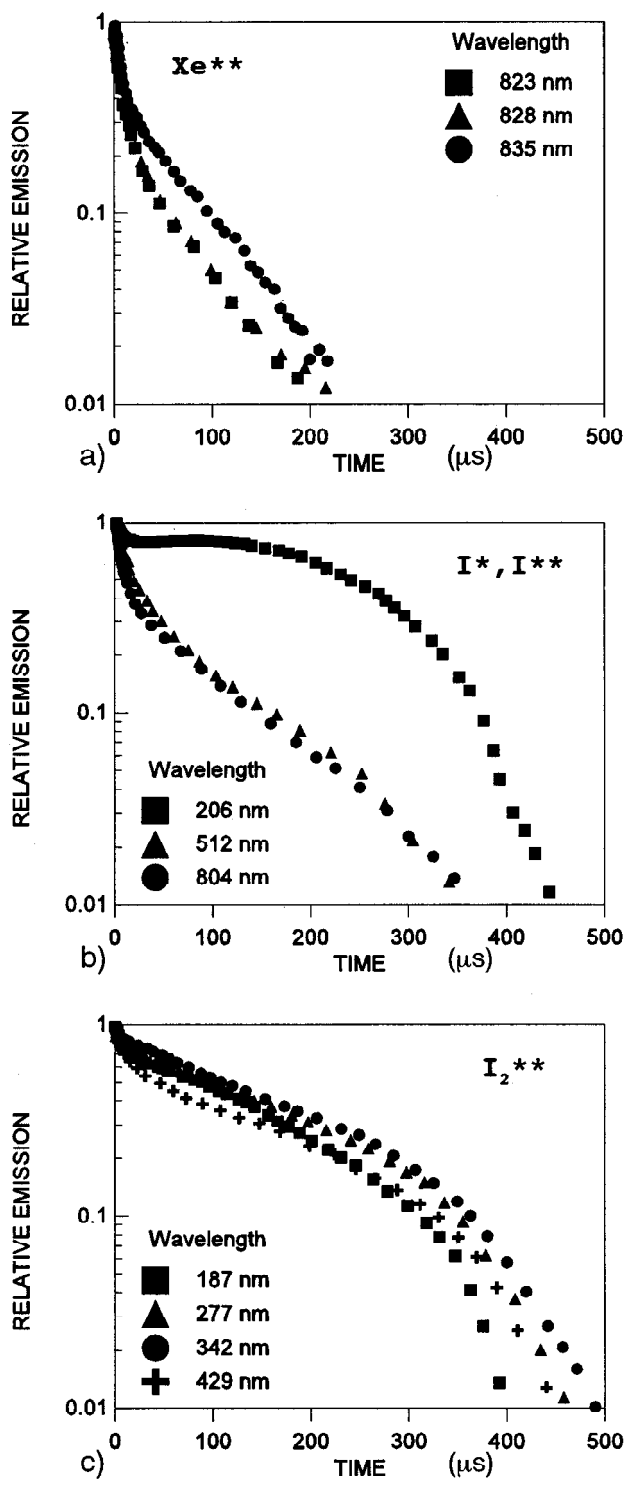 1
Wavelength
Xe**
823 nm
828 nm
835 nm
RELATIVE EMISSION
0.1
0.01
0 100 200 300 400 500
a) TIME (µs)
1
I*, I**
RELATIVE EMISSION
0.1
Wavelength
206 nm
512 nm
804 nm
0.01
0 100 200 300 400 500
b) TIME (µs)
1
I₂**
RELATIVE EMISSION
0.1
Wavelength
187 nm
277 nm
342 nm
429 nm
0.01
0 100 200 300 400 500
c) TIME (µs)